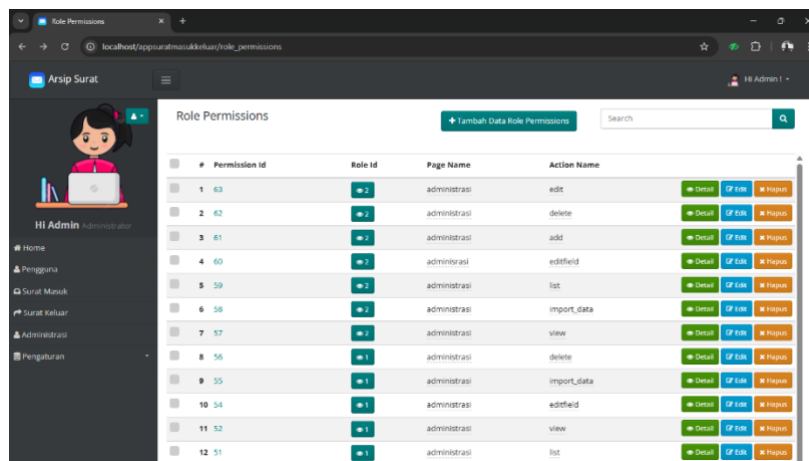 Role Permissions
localhost/appsuratmasukkeluar/role_permissions
Arsip Surat
Hi Admin !
Role Permissions
Tambah Data Role Permissions
Search
Hi Admin Administrator
Home
Pengguna
Surat Masuk
Surat Keluar
Administrasi
Pengaturan
# Permission Id Role Id Page Name Action Name
1 63 2 administrasi edit Detail Edit Hapus
2 62 2 administrasi delete Detail Edit Hapus
3 61 2 administrasi add Detail Edit Hapus
4 60 2 adminisrasi editfield Detail Edit Hapus
5 59 2 administrasi list Detail Edit Hapus
6 58 2 administrasi import_data Detail Edit Hapus
7 57 2 administrasi view Detail Edit Hapus
8 56 1 administrasi delete Detail Edit Hapus
9 55 1 administrasi import_data Detail Edit Hapus
10 54 1 administrasi editfield Detail Edit Hapus
11 52 1 administrasi view Detail Edit Hapus
12 51 1 administrasi list Detail Edit Hapus